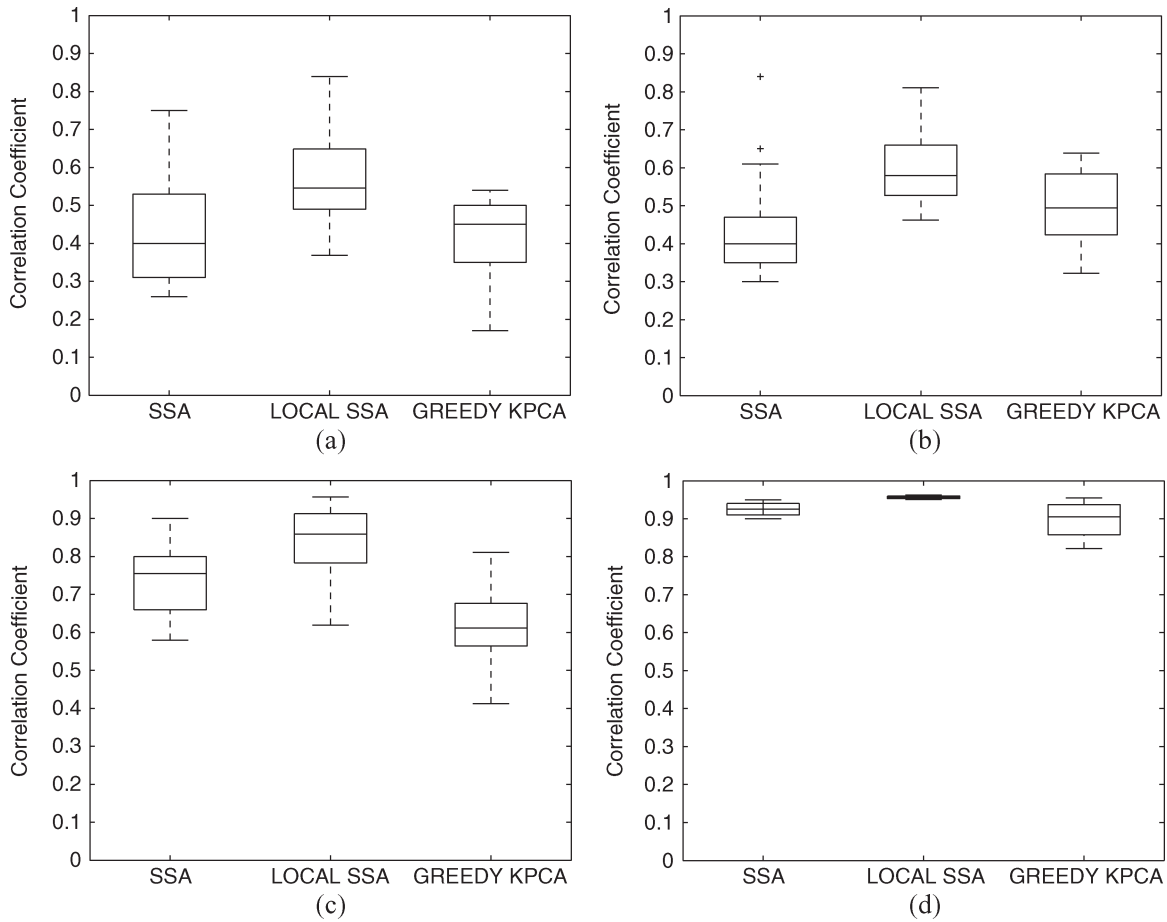 1
0.9
0.8
0.7
0.6
0.5
0.4
0.3
0.2
0.1
0
Correlation Coefficient
SSA
LOCAL SSA
GREEDY KPCA
(a)
1
0.9
0.8
0.7
0.6
0.5
0.4
0.3
0.2
0.1
0
Correlation Coefficient
SSA
LOCAL SSA
GREEDY KPCA
(b)
1
0.9
0.8
0.7
0.6
0.5
0.4
0.3
0.2
0.1
0
Correlation Coefficient
SSA
LOCAL SSA
GREEDY KPCA
(c)
1
0.9
0.8
0.7
0.6
0.5
0.4
0.3
0.2
0.1
0
Correlation Coefficient
SSA
LOCAL SSA
GREEDY KPCA
(d)